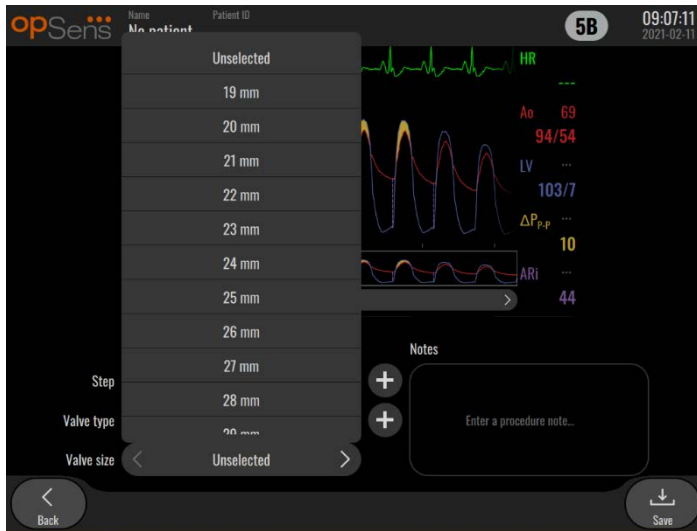 opSens
Name
Patient ID
No patient
5B
09:07:11
2021-02-11
Unselected
19 mm
20 mm
21 mm
22 mm
23 mm
24 mm
25 mm
26 mm
27 mm
28 mm
29 mm
HR
---
Ao 69
94/54
LV ---
103/7
ΔPP-P ---
10
ARi ---
44
Step
Valve type
Valve size
Unselected
Notes
Enter a procedure note...
Back
Save